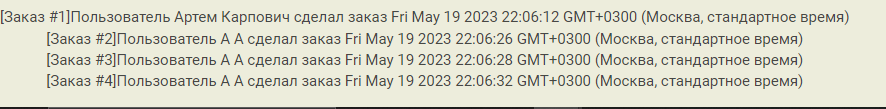 [Заказ #1]Пользователь Артем Карпович сделал заказ Fri May 19 2023 22:06:12 GMT+0300 (Москва, стандартное время)
[Заказ #2]Пользователь А А сделал заказ Fri May 19 2023 22:06:26 GMT+0300 (Москва, стандартное время)
[Заказ #3]Пользователь А А сделал заказ Fri May 19 2023 22:06:28 GMT+0300 (Москва, стандартное время)
[Заказ #4]Пользователь А А сделал заказ Fri May 19 2023 22:06:32 GMT+0300 (Москва, стандартное время)